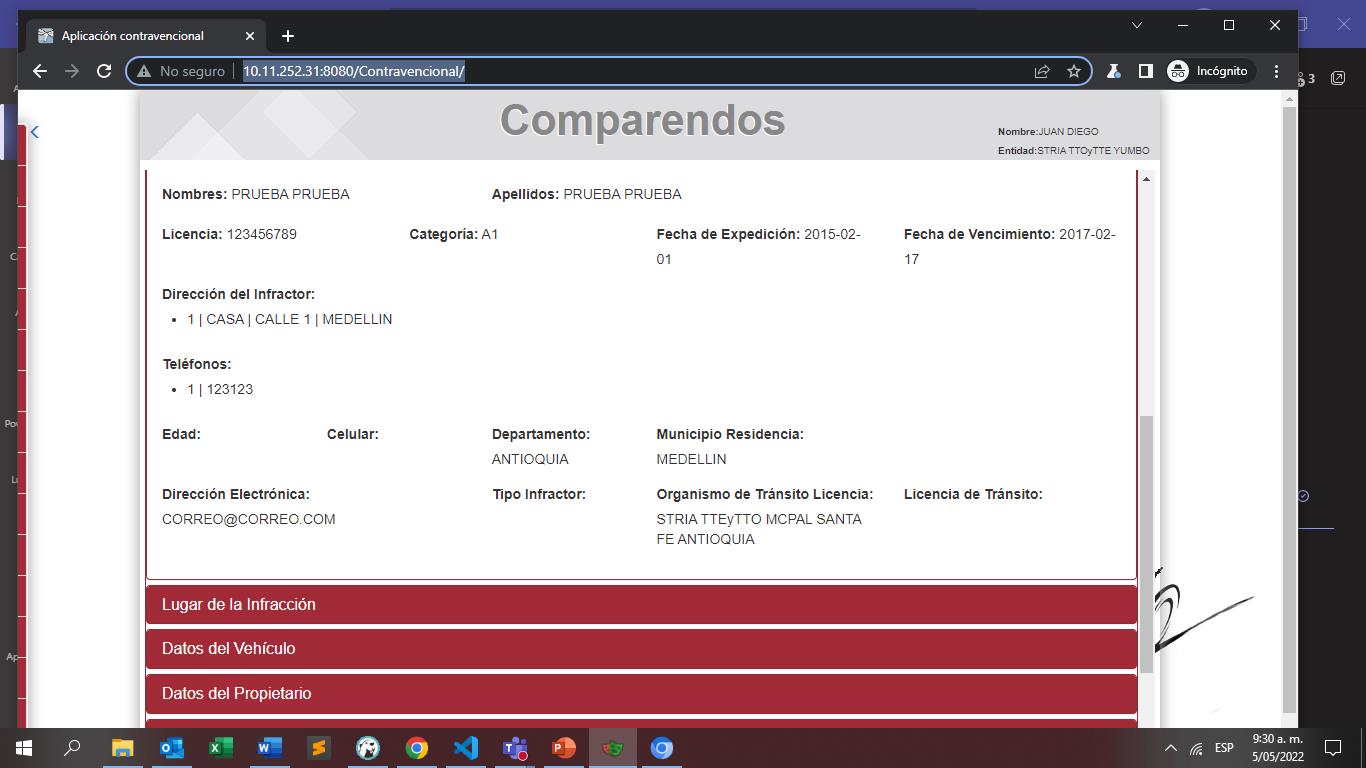 Aplicación contravencional
No seguro
10.11.252.31:8080/Contravencional/
Incógnito
3
Comparendos
Nombre:JUAN DIEGO
Entidad:STRIA TTOyTTE YUMBO
Nombres: PRUEBA PRUEBA
Apellidos: PRUEBA PRUEBA
Licencia: 123456789
Categoría: A1
Fecha de Expedición: 2015-02-
01
Fecha de Vencimiento: 2017-02-
17
Dirección del Infractor:
1 | CASA | CALLE 1 | MEDELLIN
Teléfonos:
1 | 123123
Edad:
Celular:
Departamento:
ANTIOQUIA
Municipio Residencia:
MEDELLIN
Dirección Electrónica:
CORREO@CORREO.COM
Tipo Infractor:
Organismo de Tránsito Licencia:
STRIA TTEyTTO MCPAL SANTA
FE ANTIOQUIA
Licencia de Tránsito:
Lugar de la Infracción
Datos del Vehículo
Datos del Propietario
ESP
9:30 a. m.
5/05/2022